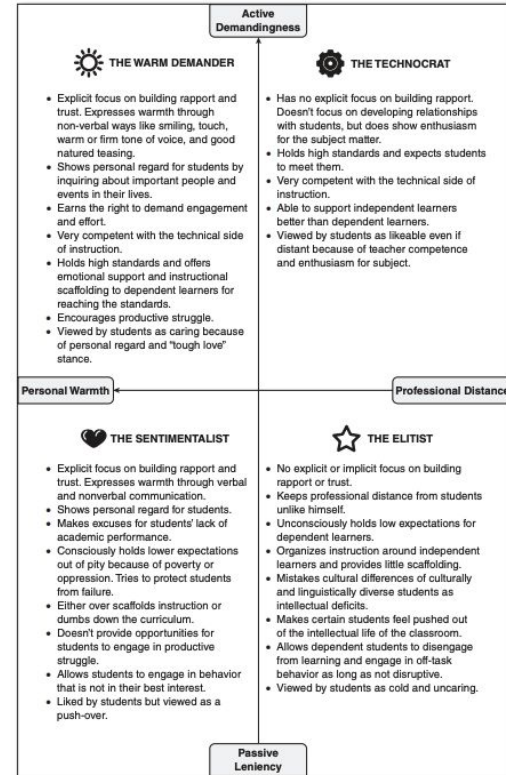 Active
Demandingness
THE WARM DEMANDER
• Explicit focus on building rapport and
trust. Expresses warmth through
non-verbal ways like smiling, touch,
warm or firm tone of voice, and good
natured teasing.
• Shows personal regard for students by
inquiring about important people and
events in their lives.
• Earns the right to demand engagement
and effort.
• Very competent with the technical side
of instruction.
• Holds high standards and offers
emotional support and instructional
scaffolding to dependent learners for
reaching the standards.
• Encourages productive struggle.
• Viewed by students as caring because
of personal regard and “tough love”
stance.
THE TECHNOCRAT
• Has no explicit focus on building rapport.
Doesn’t focus on developing relationships
with students, but does show enthusiasm
for the subject matter.
• Holds high standards and expects students
to meet them.
• Very competent with the technical side of
instruction.
• Able to support independent learners
better than dependent learners.
• Viewed by students as likeable even if
distant because of teacher competence
and enthusiasm for subject.
Personal Warmth
Professional Distance
THE SENTIMENTALIST
• Explicit focus on building rapport and
trust. Expresses warmth through verbal
and nonverbal communication.
• Shows personal regard for students.
• Makes excuses for students’ lack of
academic performance.
• Consciously holds lower expectations
out of pity because of poverty or
oppression. Tries to protect students
from failure.
• Either over scaffolds instruction or
dumbs down the curriculum.
• Doesn’t provide opportunities for
students to engage in productive
struggle.
• Allows students to engage in behavior
that is not in their best interest.
• Liked by students but viewed as a
push-over.
THE ELITIST
• No explicit or implicit focus on building
rapport or trust.
• Keeps professional distance from students
unlike himself.
• Unconsciously holds low expectations for
dependent learners.
• Organizes instruction around independent
learners and provides little scaffolding.
• Mistakes cultural differences of culturally
and linguistically diverse students as
intellectual deficits.
• Makes certain students feel pushed out
of the intellectual life of the classroom.
• Allows dependent students to disengage
from learning and engage in off-task
behavior as long as not disruptive.
• Viewed by students as cold and uncaring.
Passive
Leniency